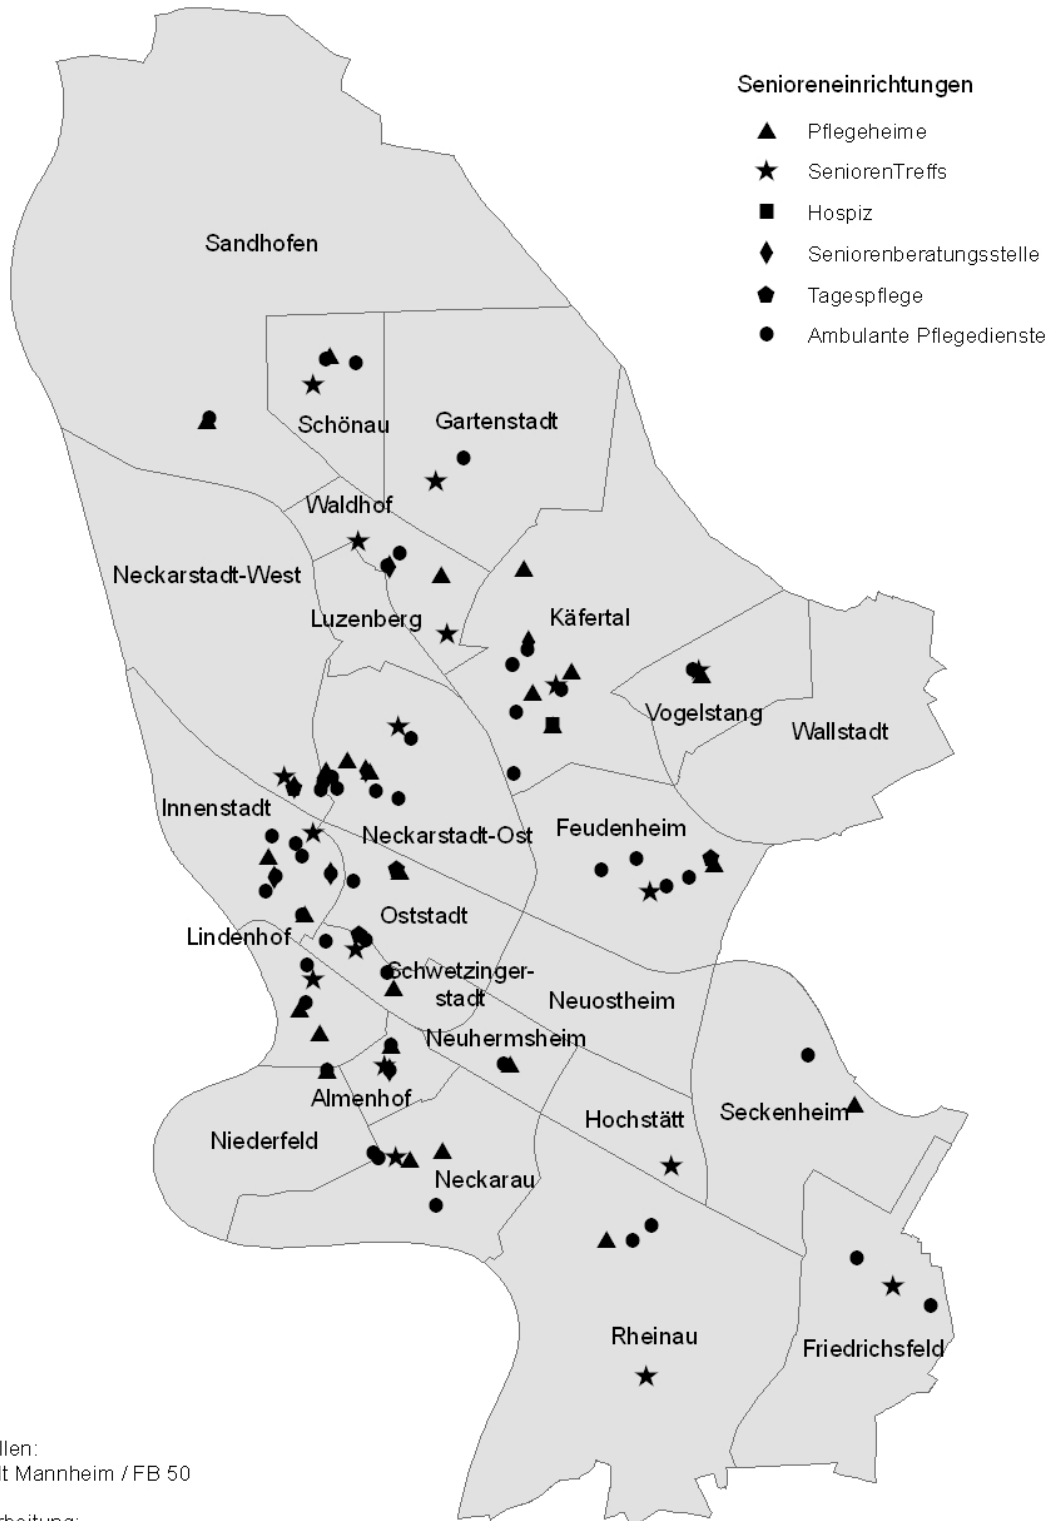 Senioreneinrichtungen
Pflegeheime
SeniorenTreffs
Hospiz
Seniorenberatungsstelle
Tagespflege
Ambulante Pflegedienste
Sandhofen
Schönau
Gartenstadt
Waldhof
Neckarstadt-West
Luzenberg
Käfertal
Vogelstang
Wallstadt
Innenstadt
Neckarstadt-Ost
Feudenheim
Oststadt
Lindenhof
Schwetzinger-
stadt
Neuostheim
Neuhermsheim
Almenhof
Hochstätt
Seckenheim
Niederfeld
Neckarau
Rheinau
Friedrichsfeld
llen:
lt Mannheim / FB 50